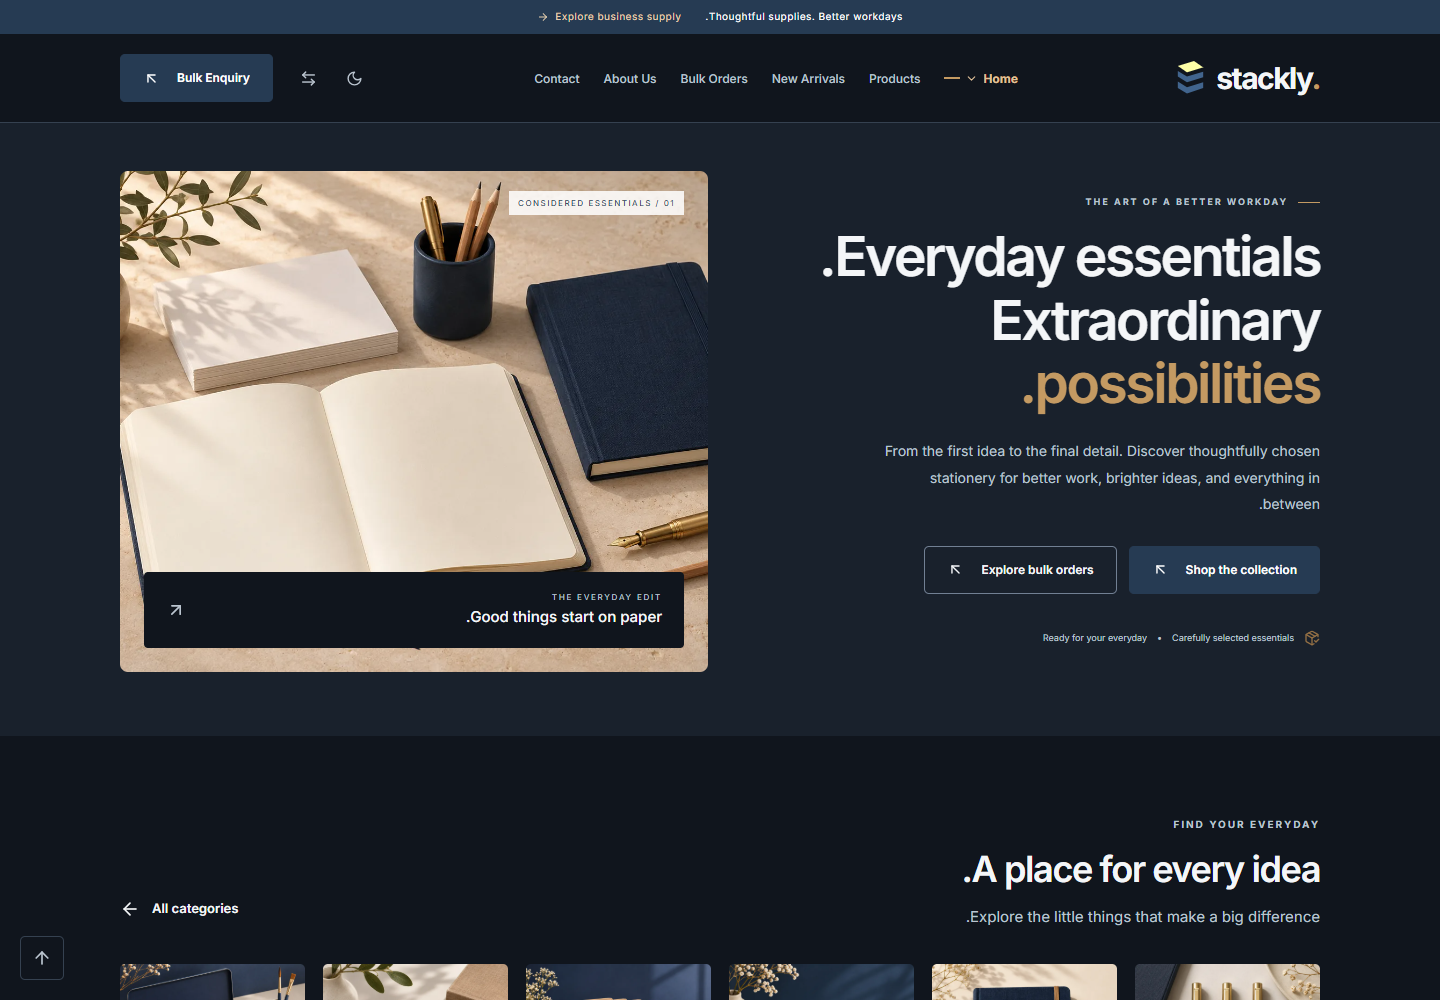 Explore business supply
.Thoughtful supplies. Better workdays
Bulk Enquiry
Contact About Us Bulk Orders New Arrivals Products Home
stackly.
CONSIDERED ESSENTIALS / 01
THE ART OF A BETTER WORKDAY
.Everyday essentials
Extraordinary
.possibilities
From the first idea to the final detail. Discover thoughtfully chosen
stationery for better work, brighter ideas, and everything in
.between
Explore bulk orders
Shop the collection
THE EVERYDAY EDIT
.Good things start on paper
Ready for your everyday • Carefully selected essentials
FIND YOUR EVERYDAY
.A place for every idea
All categories
.Explore the little things that make a big difference